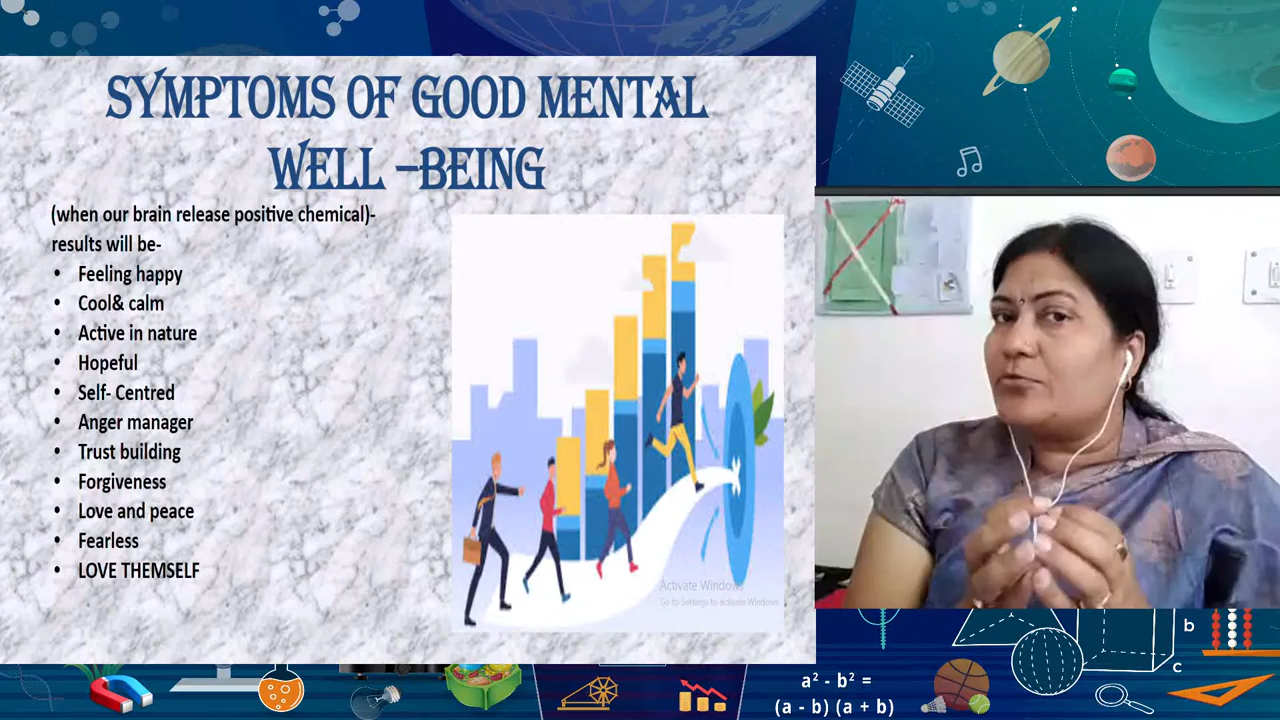 SYMPTOMS OF GOOD MENTAL
WELL –BEING
(when our brain release positive chemical)-
results will be-
• Feeling happy
• Cool& calm
• Active in nature
• Hopeful
• Self- Centred
• Anger manager
• Trust building
• Forgiveness
• Love and peace
• Fearless
• LOVE THEMSELF
Activate Windows
Go to Settings to activate Windows.
b
c
a² - b² =
(a - b) (a + b)